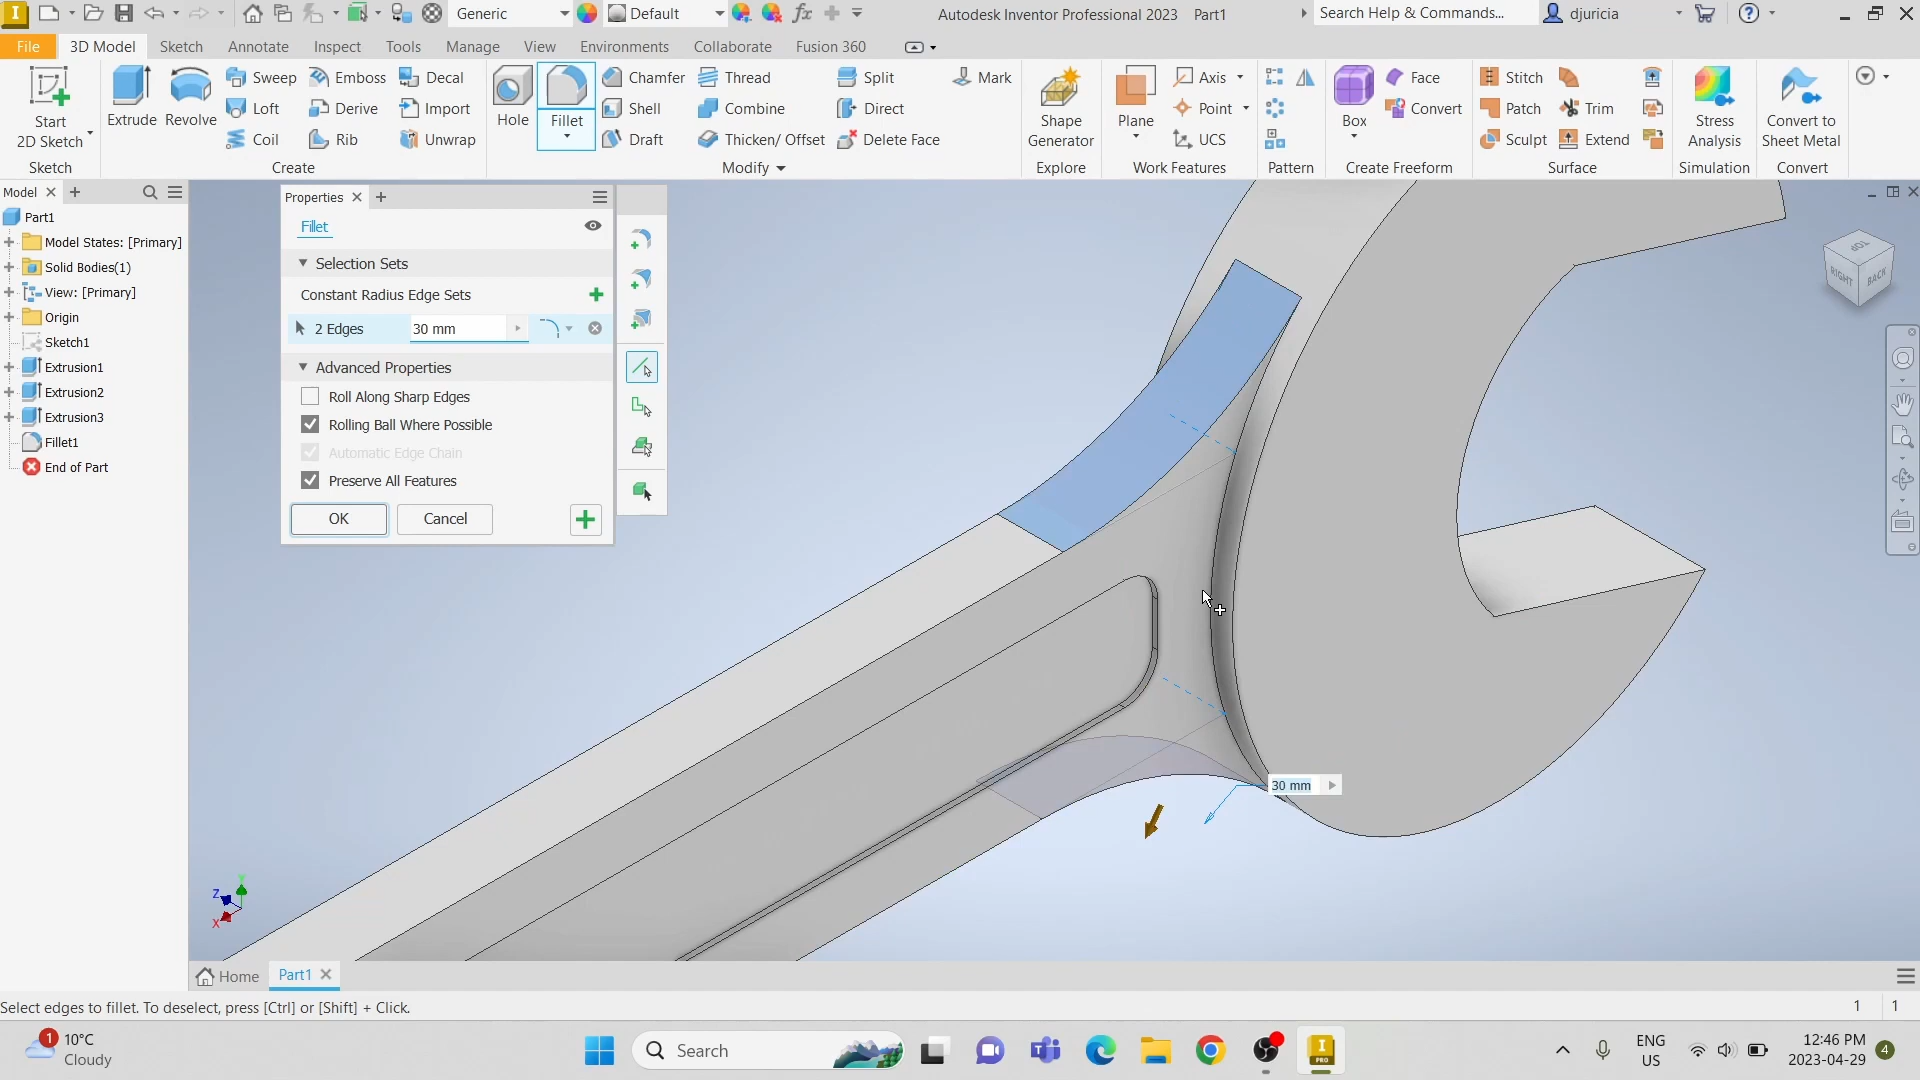 Generic
Default
fx
Autodesk Inventor Professional 2023 Part1
Search Help & Commands...
djuricia
File
3D Model
Sketch
Annotate
Inspect
Tools
Manage
View
Environments
Collaborate
Fusion 360
Start
2D Sketch
Extrude
Revolve
Sweep
Emboss
Decal
Loft
Derive
Import
Coil
Rib
Unwrap
Hole
Fillet
Chamfer
Thread
Split
Mark
Shell
Combine
Direct
Draft
Thicken/ Offset
Delete Face
Shape
Generator
Plane
Axis
Point
UCS
Box
Face
Convert
Stitch
Patch
Trim
Sculpt
Extend
Stress
Analysis
Convert to
Sheet Metal
Sketch
Create
Modify
Explore
Work Features
Pattern
Create Freeform
Surface
Simulation
Convert
Model
Part1
Model States: [Primary]
Solid Bodies(1)
View: [Primary]
Origin
Sketch1
Extrusion1
Extrusion2
Extrusion3
Fillet1
End of Part
Properties
Fillet
Selection Sets
Constant Radius Edge Sets
2 Edges 30 mm
Advanced Properties
Roll Along Sharp Edges
Rolling Ball Where Possible
Automatic Edge Chain
Preserve All Features
OK
Cancel
30 mm
TOP
RIGHT
BACK
Y
Z
X
Home
Part1
Select edges to fillet. To deselect, press [Ctrl] or [Shift] + Click.
1 1
1
10°C
Cloudy
Search
I
PRO
ENG
US
12:46 PM
2023-04-29
4